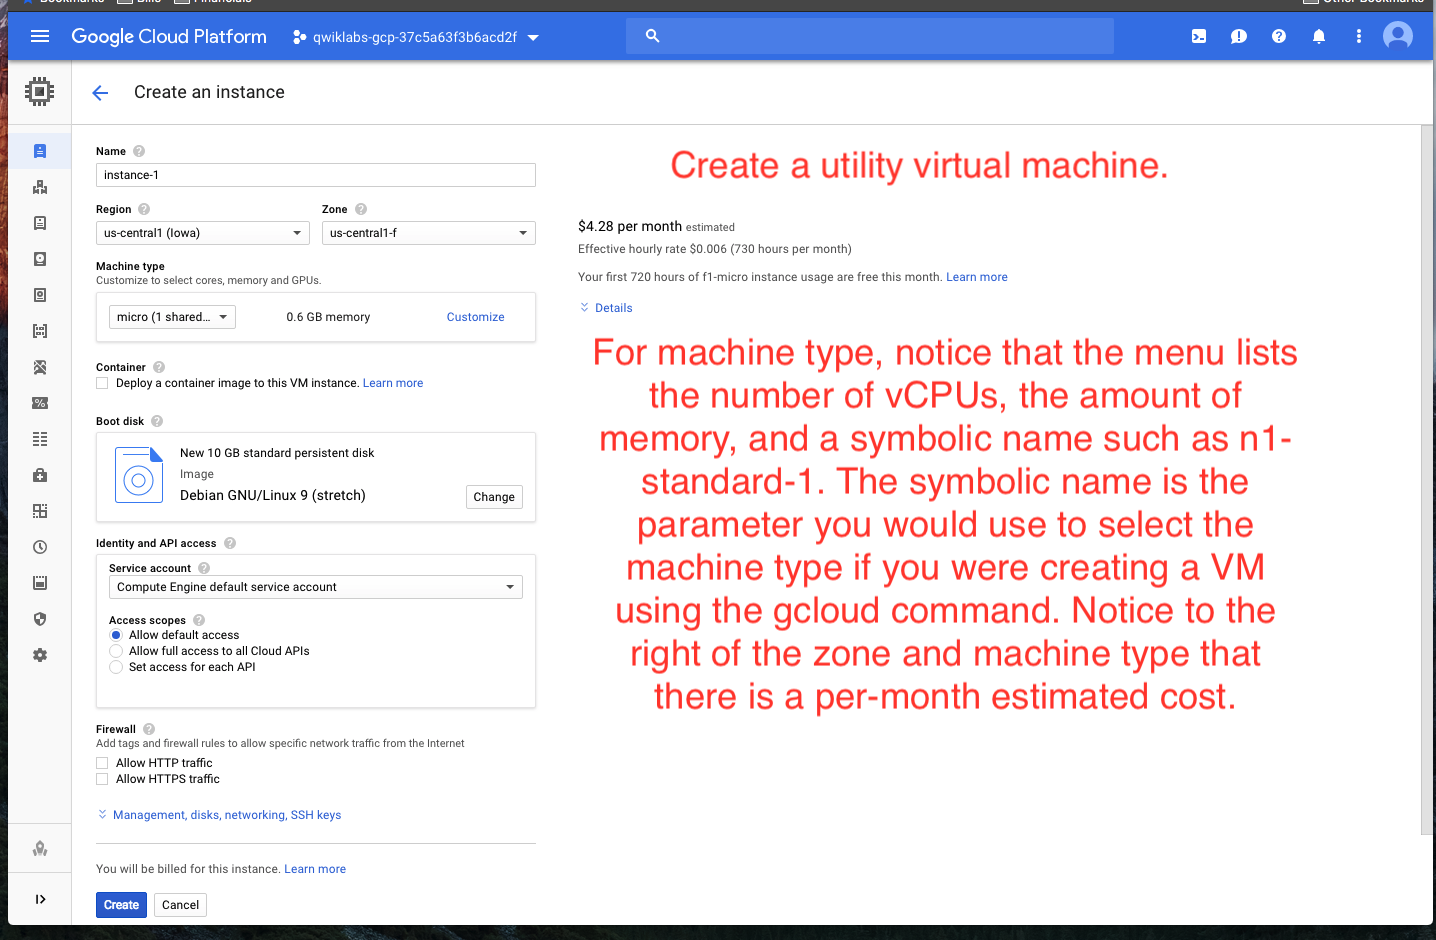 Bookmarks Bills Financials Other Bookmarks
Google Cloud Platform qwiklabs-gcp-37c5a63f3b6acd2f
Create an instance
Name
instance-1
Region Zone
us-central1 (Iowa) us-central1-f
Machine type
Customize to select cores, memory and GPUs.
micro (1 shared... 0.6 GB memory Customize
Container
Deploy a container image to this VM instance. Learn more
Boot disk
New 10 GB standard persistent disk
Image
Debian GNU/Linux 9 (stretch)
Change
Identity and API access
Service account
Compute Engine default service account
Access scopes
Allow default access
Allow full access to all Cloud APIs
Set access for each API
Firewall
Add tags and firewall rules to allow specific network traffic from the Internet
Allow HTTP traffic
Allow HTTPS traffic
Management, disks, networking, SSH keys
You will be billed for this instance. Learn more
Create Cancel
Create a utility virtual machine.
$4.28 per month estimated
Effective hourly rate $0.006 (730 hours per month)
Your first 720 hours of f1-micro instance usage are free this month. Learn more
Details
For machine type, notice that the menu lists
the number of vCPUs, the amount of
memory, and a symbolic name such as n1-
standard-1. The symbolic name is the
parameter you would use to select the
machine type if you were creating a VM
using the gcloud command. Notice to the
right of the zone and machine type that
there is a per-month estimated cost.